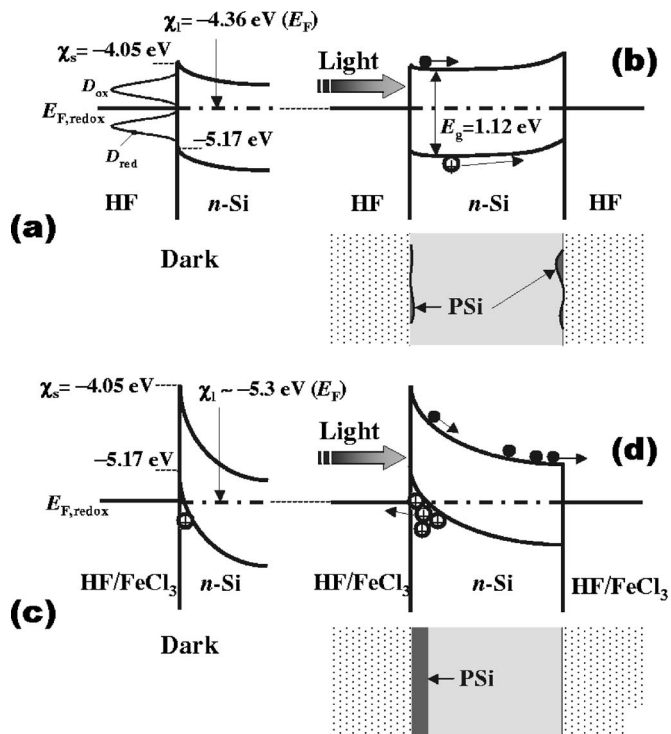 χl= −4.36 eV (EF)
χs= −4.05 eV
Dox
EF,redox
−5.17 eV
Dred
HF
n-Si
(a)
Dark
(b)
Light
Eg=1.12 eV
HF
n-Si
HF
PSi
χs= −4.05 eV
χl ~ −5.3 eV (EF)
−5.17 eV
EF,redox
HF/FeCl3
n-Si
(c)
Dark
(d)
Light
HF/FeCl3
n-Si
HF/FeCl3
PSi